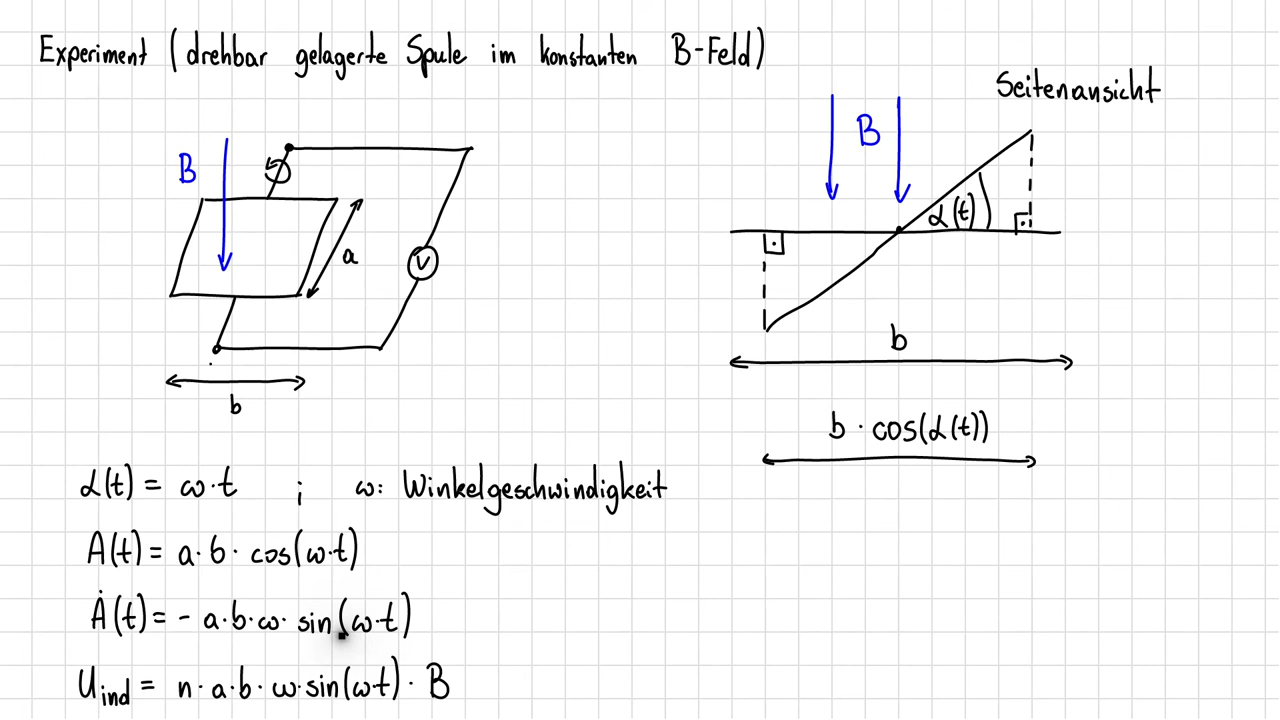 Experiment (drehbar gelagerte Spule im konstanten B-Feld)
Seitenansicht
B
B
α(t)
a
V
b
b
b · cos(α(t))
α(t) = ω·t ; ω: Winkelgeschwindigkeit
A(t) = a·b· cos(ω·t)
Ȧ(t) = - a·b·ω· sin(ω·t)
Uind = n·a·b·ω·sin(ωt)·B